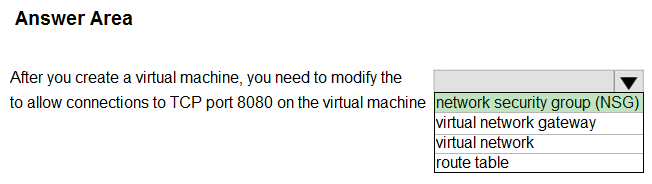 Answer Area
After you create a virtual machine, you need to modify the
to allow connections to TCP port 8080 on the virtual machine
network security group (NSG)
virtual network gateway
virtual network
route table